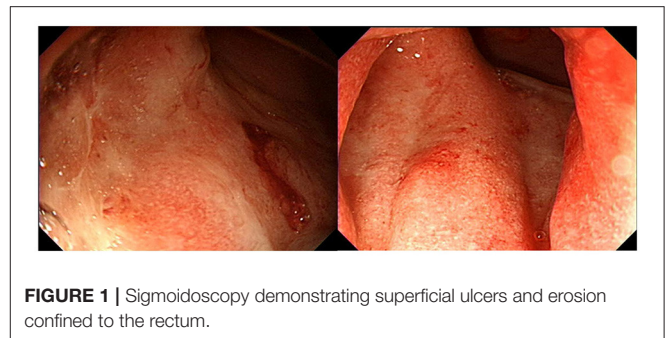 FIGURE 1 | Sigmoidoscopy demonstrating superficial ulcers and erosion
confined to the rectum.